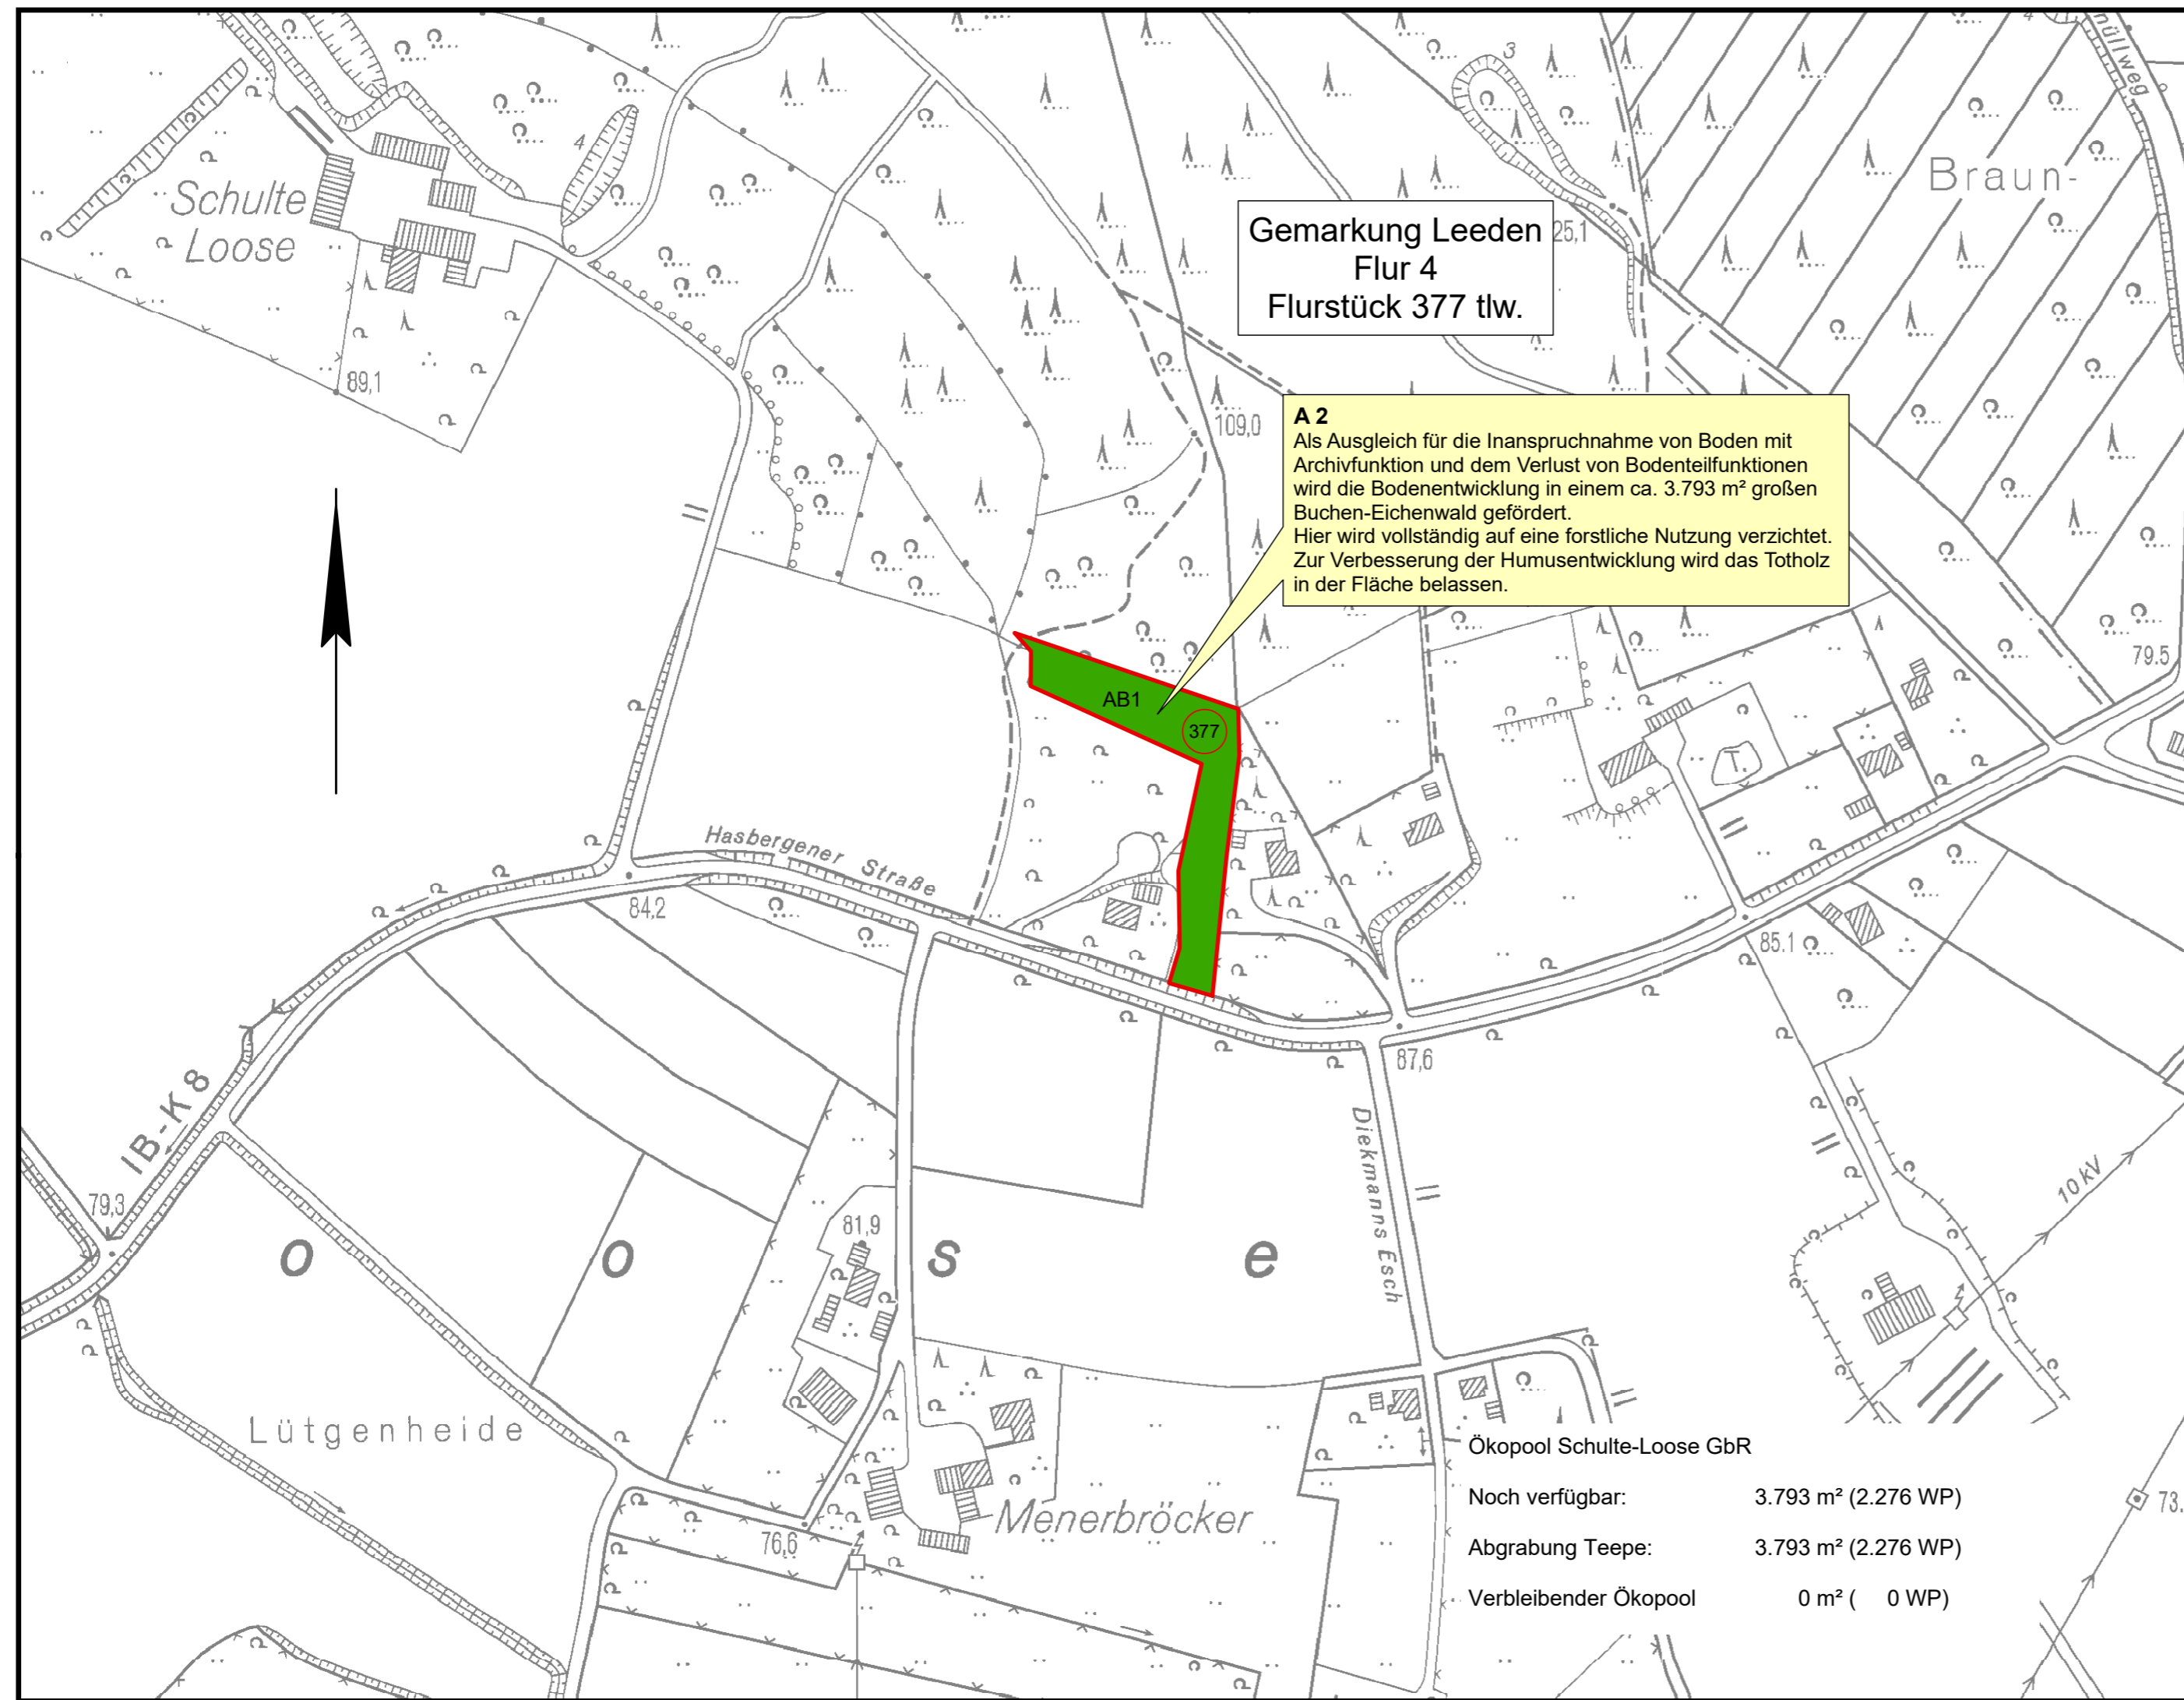 4
nüllweg
3
4
Braun-
Schulte
Loose
Gemarkung Leeden
Flur 4
Flurstück 377 tlw.
25,1
89,1
109,0
A 2
Als Ausgleich für die Inanspruchnahme von Boden mit
Archivfunktion und dem Verlust von Bodenteilfunktionen
wird die Bodenentwicklung in einem ca. 3.793 m² großen
Buchen-Eichenwald gefördert.
Hier wird vollständig auf eine forstliche Nutzung verzichtet.
Zur Verbesserung der Humusentwicklung wird das Totholz
in der Fläche belassen.
79.5
AB1
377
T.
Hasbergener Straße
84,2
85.1
87,6
IB-K8
Diekmanns Esch
10 kV
79,3
81,9
o o s e
Lütgenheide
Menerbröcker
76,6
73.
Ökopool Schulte-Loose GbR
Noch verfügbar: 3.793 m² (2.276 WP)
Abgrabung Teepe: 3.793 m² (2.276 WP)
Verbleibender Ökopool 0 m² ( 0 WP)